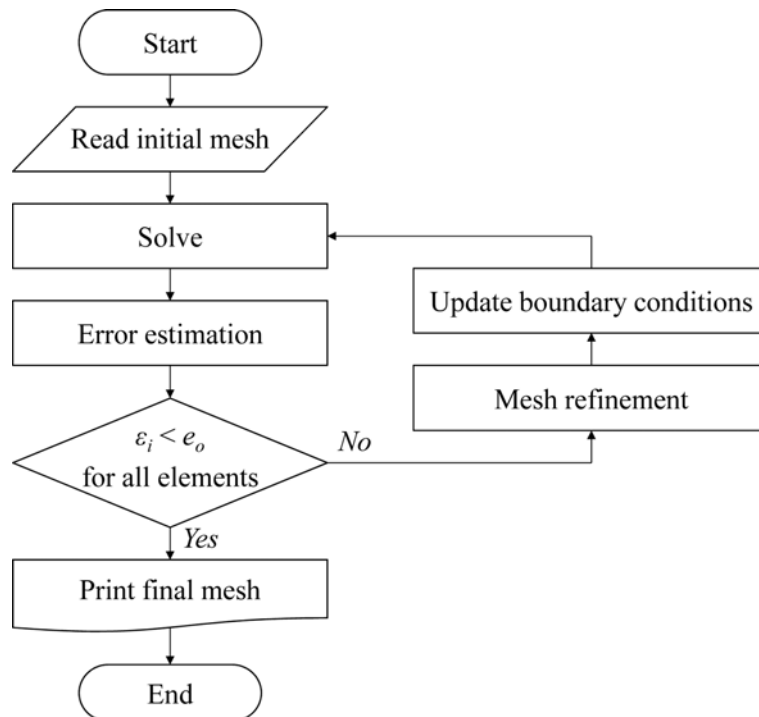 Start
Read initial mesh
Solve
Error estimation
εᵢ < eₒ
for all elements
No
Yes
Print final mesh
End
Mesh refinement
Update boundary conditions